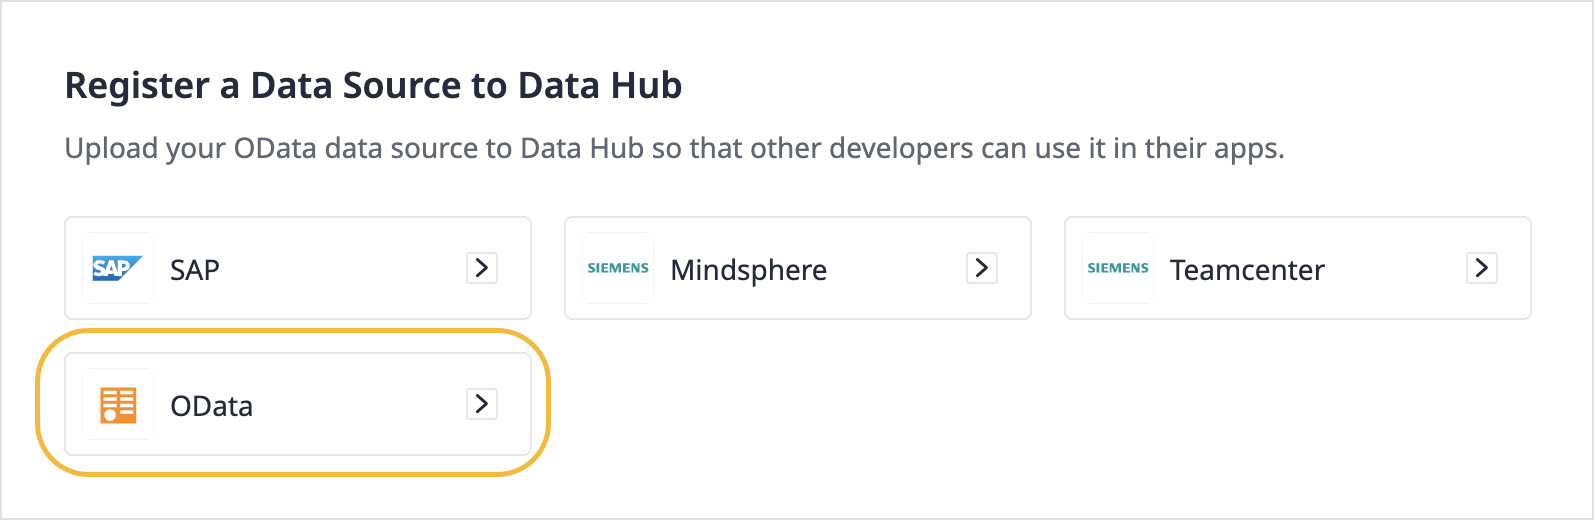 Register a Data Source to Data Hub
Upload your OData data source to Data Hub so that other developers can use it in their apps.
SAP SAP
SIEMENS Mindsphere
SIEMENS Teamcenter
OData